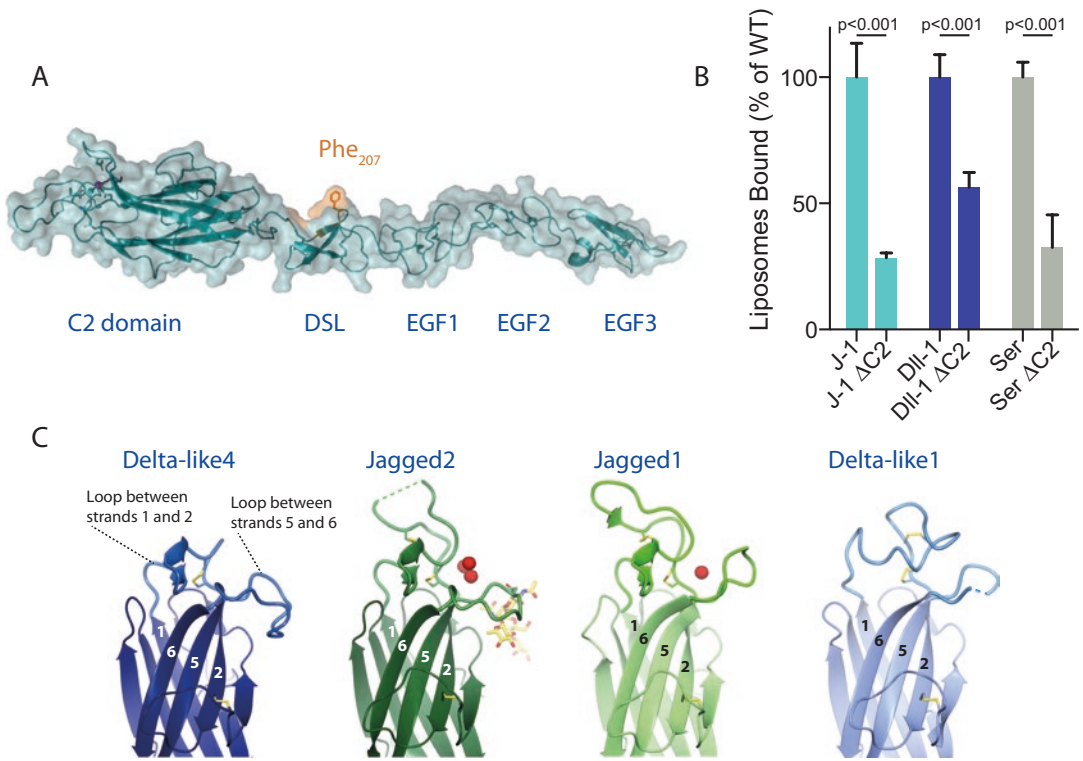 A
Phe207
C2 domain
DSL
EGF1
EGF2
EGF3
B
p<0.001
p<0.001
p<0.001
Liposomes Bound (% of WT)
100
50
0
J-1
J-1 ΔC2
Dll-1
Dll-1 ΔC2
Ser
Ser ΔC2
C
Delta-like4
Jagged2
Jagged1
Delta-like1
Loop between
strands 1 and 2
Loop between
strands 5 and 6
1
6
5
2
1
6
5
2
1
6
5
2
1
6
5
2